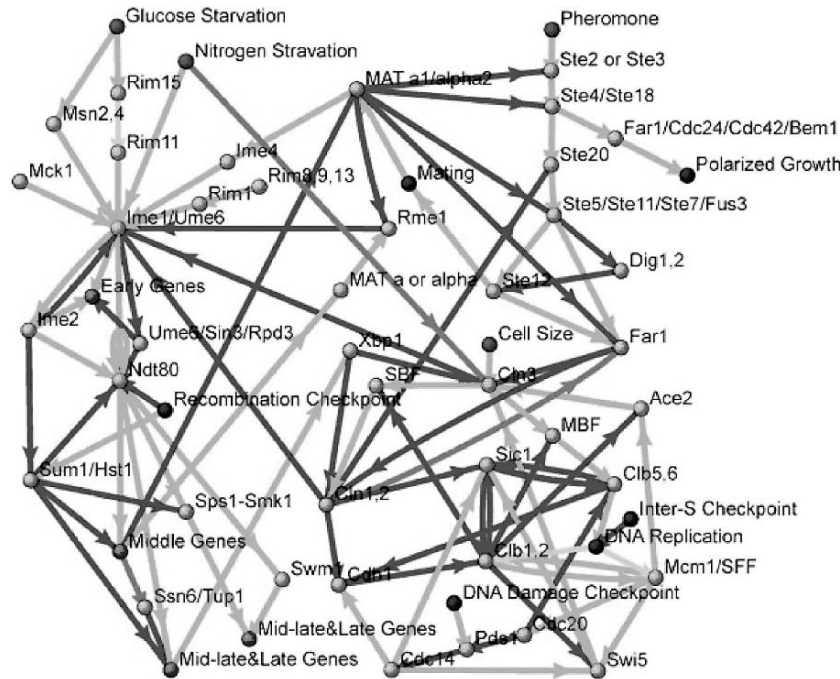 Glucose Starvation
Pheromone
Nitrogen Stravation
Ste2 or Ste3
MAT a1/alpha2
Rim15
Ste4/Ste18
Msn2,4
Far1/Cdc24/Cdc42/Bem1
Rim11
Ime4
Ste20
Mck1
Mating
Polarized Growth
Rim8,9,13
Rim1
Ime1/Ume6
Rme1
Ste5/Ste11/Ste7/Fus3
Dig1,2
MAT a or alpha
Ste12
Early Genes
Ime2
Ume6/Sin3/Rpd3
Xbp1
Cell Size
Far1
Ndt80
SBF
Cln3
Recombination Checkpoint
Ace2
MBF
Sum1/Hst1
Sic1
Clb5,6
Sps1-Smk1
Cln1,2
Inter-S Checkpoint
DNA Replication
Middle Genes
Clb1,2
Swm1
Cdh1
Mcm1/SFF
DNA Damage Checkpoint
Ssn6/Tup1
Mid-late&Late Genes
Cdc20
Pds1
Mid-late&Late Genes
Cdc14
Swi5